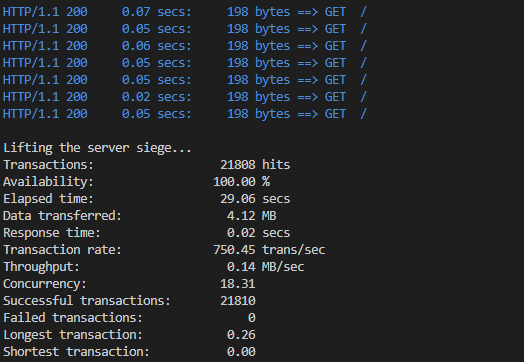 HTTP/1.1 200 0.07 secs: 198 bytes ==> GET /
HTTP/1.1 200 0.05 secs: 198 bytes ==> GET /
HTTP/1.1 200 0.06 secs: 198 bytes ==> GET /
HTTP/1.1 200 0.05 secs: 198 bytes ==> GET /
HTTP/1.1 200 0.05 secs: 198 bytes ==> GET /
HTTP/1.1 200 0.02 secs: 198 bytes ==> GET /
HTTP/1.1 200 0.05 secs: 198 bytes ==> GET /
Lifting the server siege...
Transactions: 21808 hits
Availability: 100.00 %
Elapsed time: 29.06 secs
Data transferred: 4.12 MB
Response time: 0.02 secs
Transaction rate: 750.45 trans/sec
Throughput: 0.14 MB/sec
Concurrency: 18.31
Successful transactions: 21810
Failed transactions: 0
Longest transaction: 0.26
Shortest transaction: 0.00